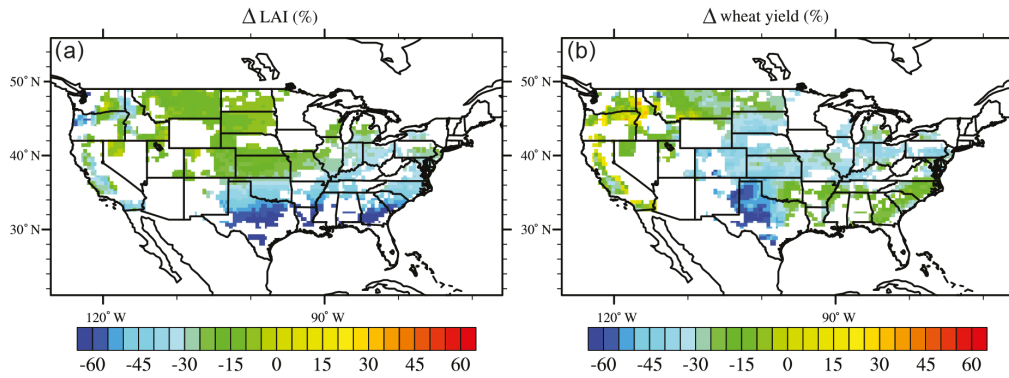 Δ LAI (%)
Δ wheat yield (%)
(a)
(b)
50° N
40° N
30° N
50° N
40° N
30° N
120° W
90° W
120° W
90° W
-60 -45 -30 -15 0 15 30 45 60
-60 -45 -30 -15 0 15 30 45 60